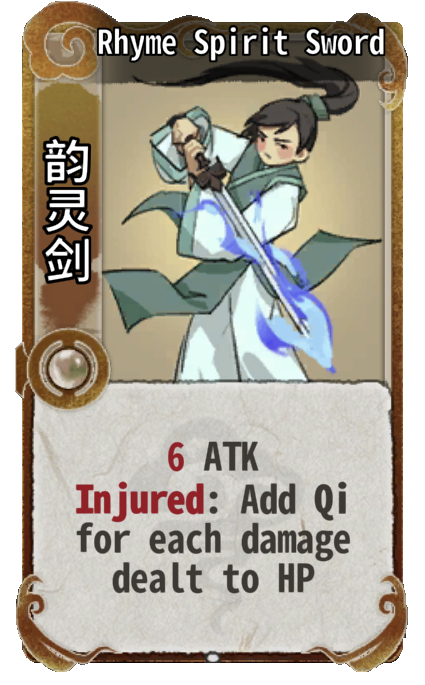 Rhyme Spirit Sword
韵灵剑
6 ATK
Injured: Add Qi
for each damage
dealt to HP